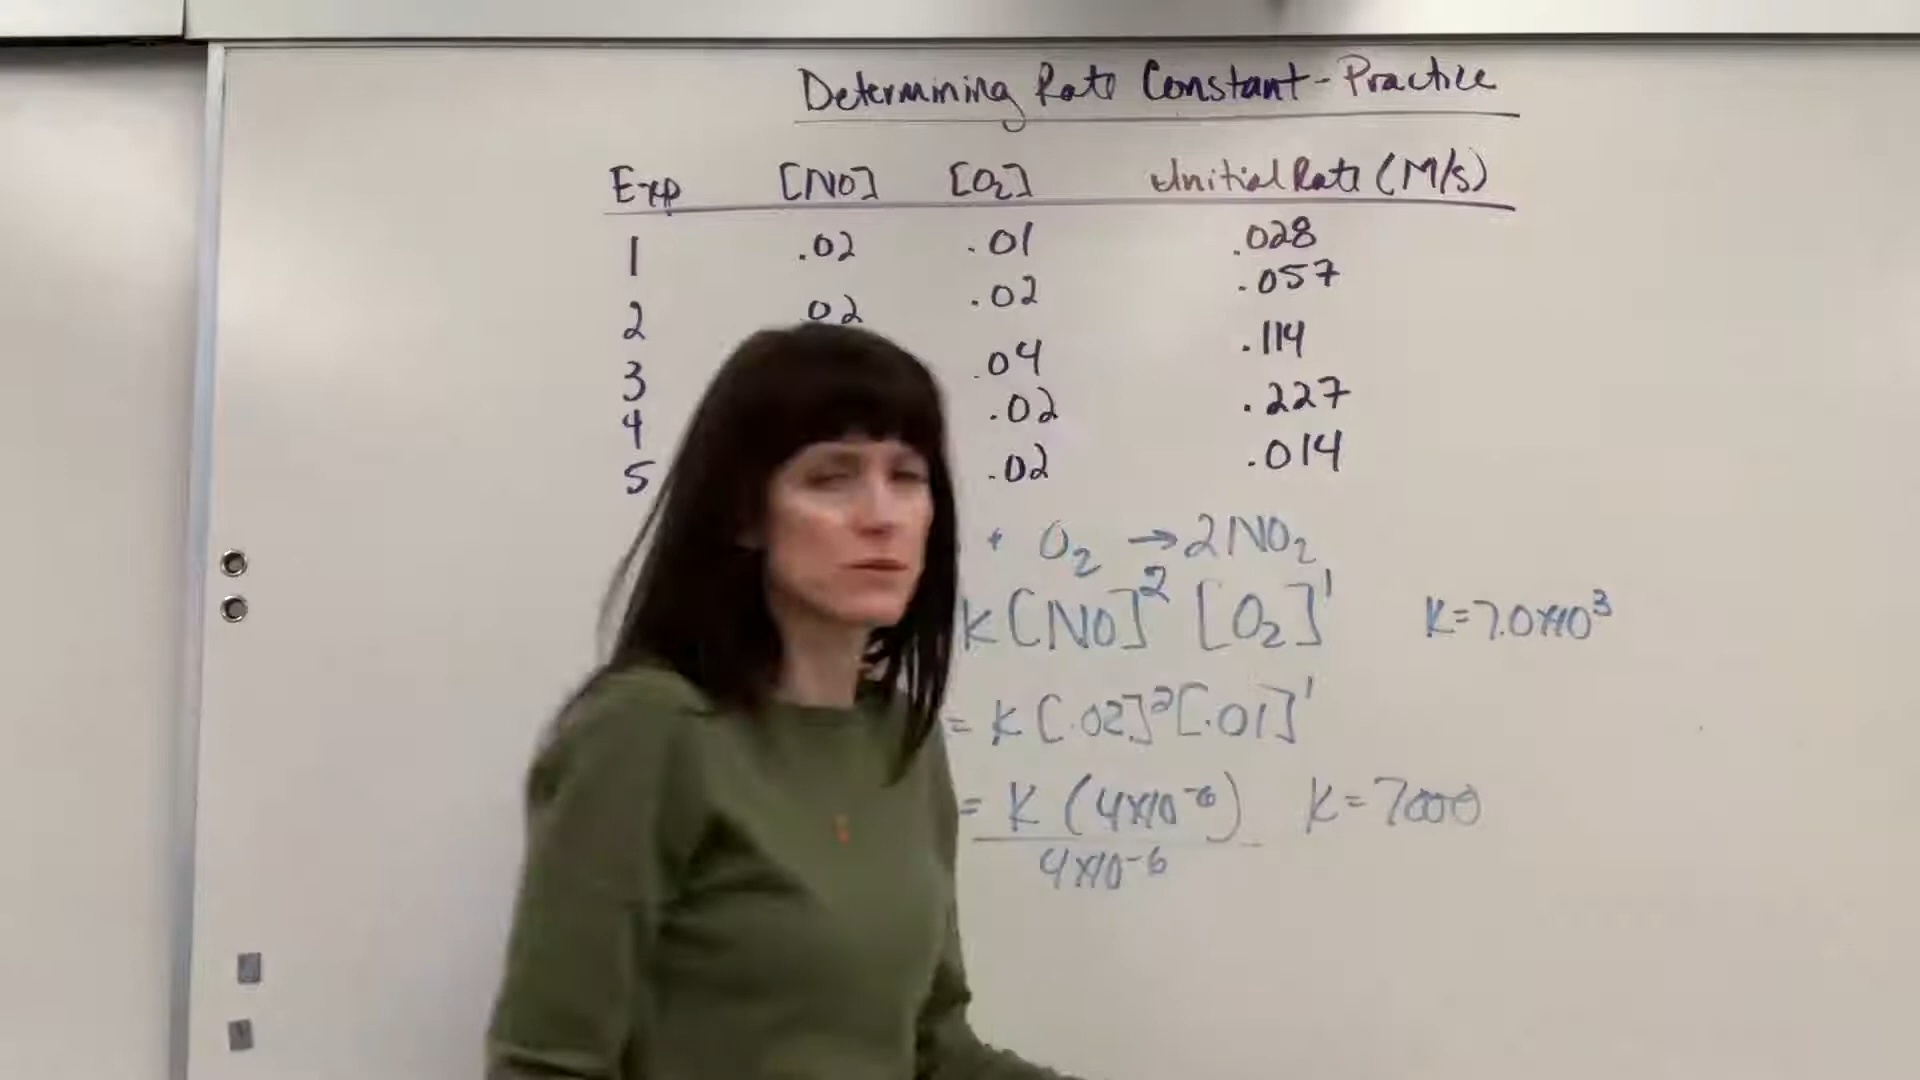 Determining Rate Constant - Practice
Exp [NO] [O2] Initial Rate (M/s)
1 .02 .01 .028
2 02 .02 .057
3 .04 .114
4 .02 .227
5 .02 .014
+ O2 → 2NO2
K[NO]² [O2]¹ K=7.0x10³
= K[.02]²[.01]¹
= K (4x10⁻⁶) K=7000
4x10⁻⁶